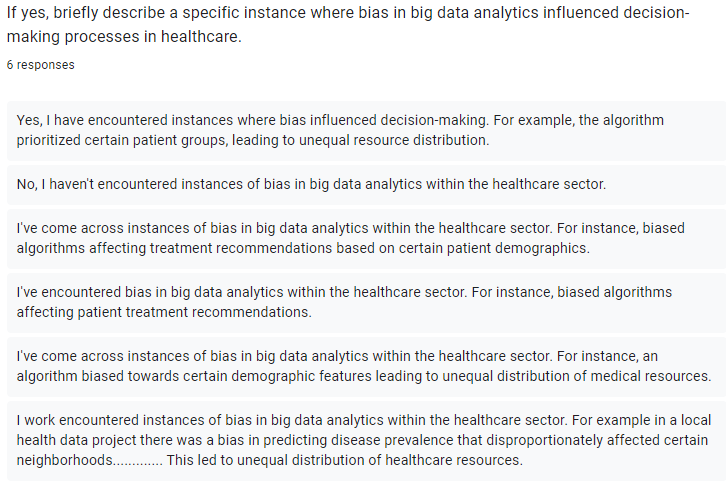 If yes, briefly describe a specific instance where bias in big data analytics influenced decision-
making processes in healthcare.
6 responses
Yes, I have encountered instances where bias influenced decision-making. For example, the algorithm
prioritized certain patient groups, leading to unequal resource distribution.
No, I haven't encountered instances of bias in big data analytics within the healthcare sector.
I've come across instances of bias in big data analytics within the healthcare sector. For instance, biased
algorithms affecting treatment recommendations based on certain patient demographics.
I've encountered bias in big data analytics within the healthcare sector. For instance, biased algorithms
affecting patient treatment recommendations.
I've come across instances of bias in big data analytics within the healthcare sector. For instance, an
algorithm biased towards certain demographic features leading to unequal distribution of medical resources.
I work encountered instances of bias in big data analytics within the healthcare sector. For example in a local
health data project there was a bias in predicting disease prevalence that disproportionately affected certain
neighborhoods............. This led to unequal distribution of healthcare resources.